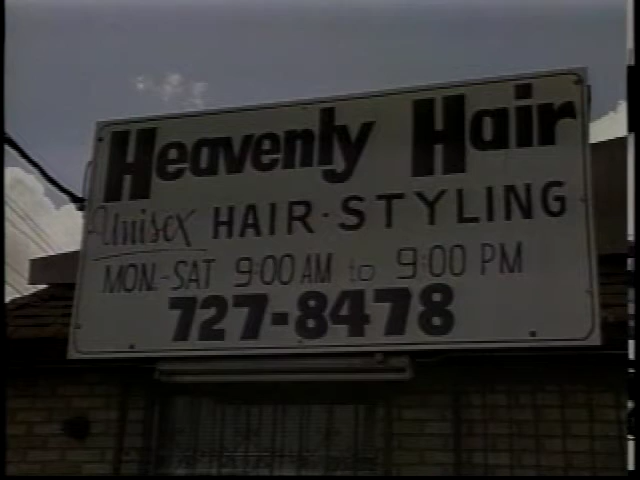 Heavenly Hair
Unisex HAIR-STYLING
MON.-SAT 9:00 AM to 9:00 PM
727-8478